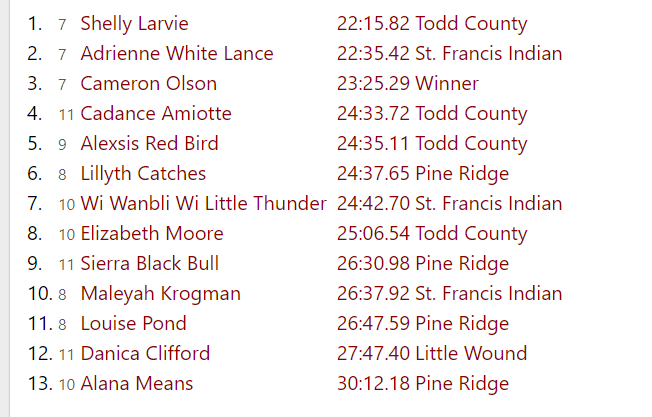 1. 7 Shelly Larvie 22:15.82 Todd County
2. 7 Adrienne White Lance 22:35.42 St. Francis Indian
3. 7 Cameron Olson 23:25.29 Winner
4. 11 Cadance Amiotte 24:33.72 Todd County
5. 9 Alexsis Red Bird 24:35.11 Todd County
6. 8 Lillyth Catches 24:37.65 Pine Ridge
7. 10 Wi Wanbli Wi Little Thunder 24:42.70 St. Francis Indian
8. 10 Elizabeth Moore 25:06.54 Todd County
9. 11 Sierra Black Bull 26:30.98 Pine Ridge
10. 8 Maleyah Krogman 26:37.92 St. Francis Indian
11. 8 Louise Pond 26:47.59 Pine Ridge
12. 11 Danica Clifford 27:47.40 Little Wound
13. 10 Alana Means 30:12.18 Pine Ridge